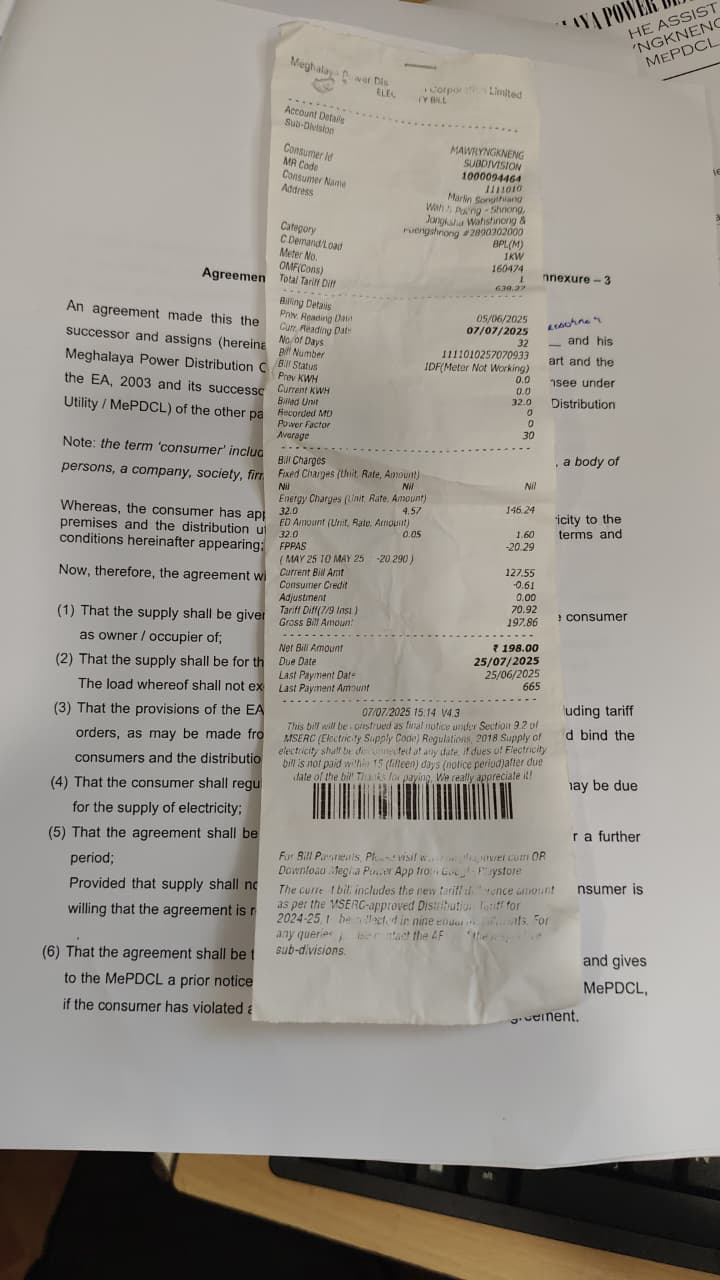 LAYA POWER
HE ASSIST
MePDCL
Meghalaya Power Dis Corporation Limited
ELEC TY BILL
Account Details
Sub-Division MAWRYNGKNENG SUBDIVISION
Consumer Id 1000094464
MR Code 1111010
Consumer Name Marlin Songthiang
Address Pueng - Shnong,
Jongksha Wahshnong &
Puengshnong #2890302000
Category BPL(M)
C.Demand/Load 1KW
Meter No. 160474
OMF(Cons) 1
Total Tariff Diff 638.27
Billing Details
Prev. Reading Date 05/06/2025
Curr. Reading Date 07/07/2025
No. of Days 32
Bill Number 1111010257070933
Bill Status IDF(Meter Not Working)
Prev KWH 0.0
Current KWH 0.0
Billed Unit 32.0
Recorded MD 0
Power Factor 0
Average 30
Bill Charges
Fixed Charges (Unit, Rate, Amount)
Nil Nil Nil
Energy Charges (Unit, Rate, Amount)
32.0 4.57 146.24
ED Amount (Unit, Rate, Amount)
32.0 0.05 1.60
FPPAS -20.29
( MAY 25 TO MAY 25 -20.290 )
Current Bill Amt 127.55
Consumer Credit -0.61
Adjustment 0.00
Tariff Diff(7/9 Inst.) 70.92
Gross Bill Amount 197.86
Net Bill Amount ₹ 198.00
Due Date 25/07/2025
Last Payment Date 25/06/2025
Last Payment Amount 665
07/07/2025 15:14 V4.3
This bill will be construed as final notice under Section 9.2 of
MSERC (Electricity Supply Code) Regulations, 2018 Supply of
electricity shall be disconnected at any date, if dues of Electricity
bill is not paid within 15 (fifteen) days (notice period)after due
date of the bill Thanks for paying, We really appreciate it!
For Bill Payments, Please visit OR
Download Megha Power App from Google Playstore
The current bill includes the new tariff difference amount
as per the MSERC-approved Distribution Tariff for
2024-25, t be collected in nine equal For
any queries contact the
sub-divisions.
Agreemen nnexure – 3
An agreement made this the
successor and assigns (hereina and his
Meghalaya Power Distribution C art and the
the EA, 2003 and its successo nsee under
Utility / MePDCL) of the other pa Distribution
Note: the term 'consumer' includ , a body of
persons, a company, society, firm
Whereas, the consumer has app icity to the
premises and the distribution u terms and
conditions hereinafter appearing;
Now, therefore, the agreement wi
(1) That the supply shall be given consumer
as owner / occupier of;
(2) That the supply shall be for th
The load whereof shall not ex
(3) That the provisions of the EA luding tariff
orders, as may be made fro d bind the
consumers and the distributio
(4) That the consumer shall regu nay be due
for the supply of electricity;
(5) That the agreement shall be r a further
period;
Provided that supply shall no nsumer is
willing that the agreement is r
(6) That the agreement shall be t and gives
to the MePDCL a prior notice MePDCL,
if the consumer has violated a